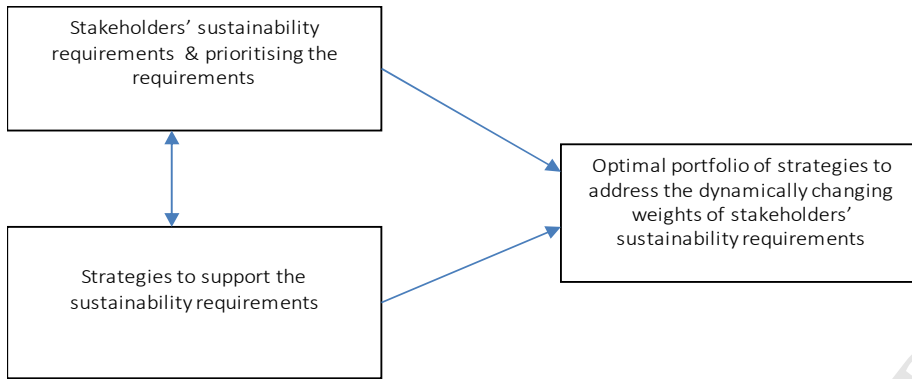 Stakeholders’ sustainability
requirements & prioritising the
requirements
Optimal portfolio of strategies to
address the dynamically changing
weights of stakeholders’
sustainability requirements
Strategies to support the
sustainability requirements